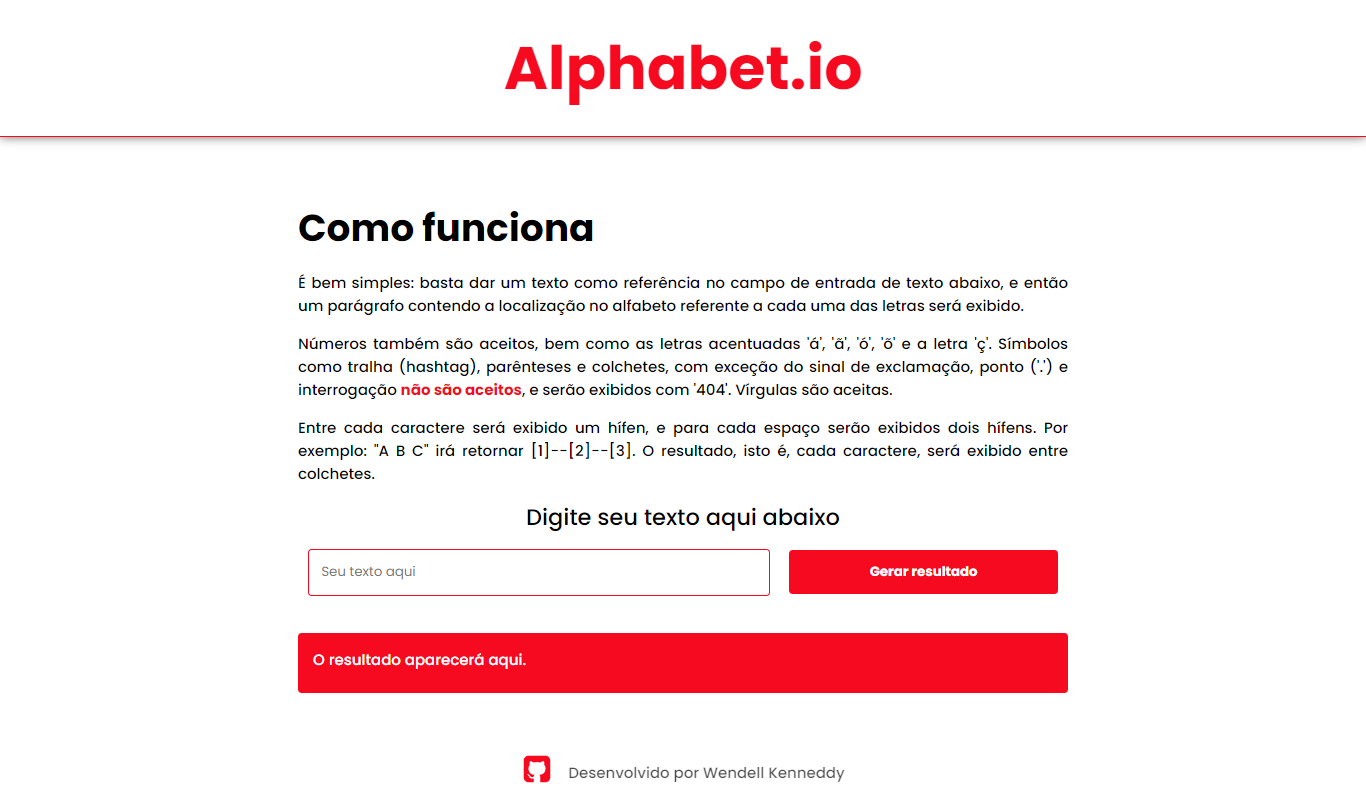 Alphabet.io
Como funciona
É bem simples: basta dar um texto como referência no campo de entrada de texto abaixo, e então
um parágrafo contendo a localização no alfabeto referente a cada uma das letras será exibido.
Números também são aceitos, bem como as letras acentuadas 'á', 'ã', 'ó', 'õ' e a letra 'ç'. Símbolos
como tralha (hashtag), parênteses e colchetes, com exceção do sinal de exclamação, ponto ('.') e
interrogação não são aceitos, e serão exibidos com '404'. Vírgulas são aceitas.
Entre cada caractere será exibido um hífen, e para cada espaço serão exibidos dois hífens. Por
exemplo: "A B C" irá retornar [1]--[2]--[3]. O resultado, isto é, cada caractere, será exibido entre
colchetes.
Digite seu texto aqui abaixo
Seu texto aqui
Gerar resultado
O resultado aparecerá aqui.
Desenvolvido por Wendell Kenneddy